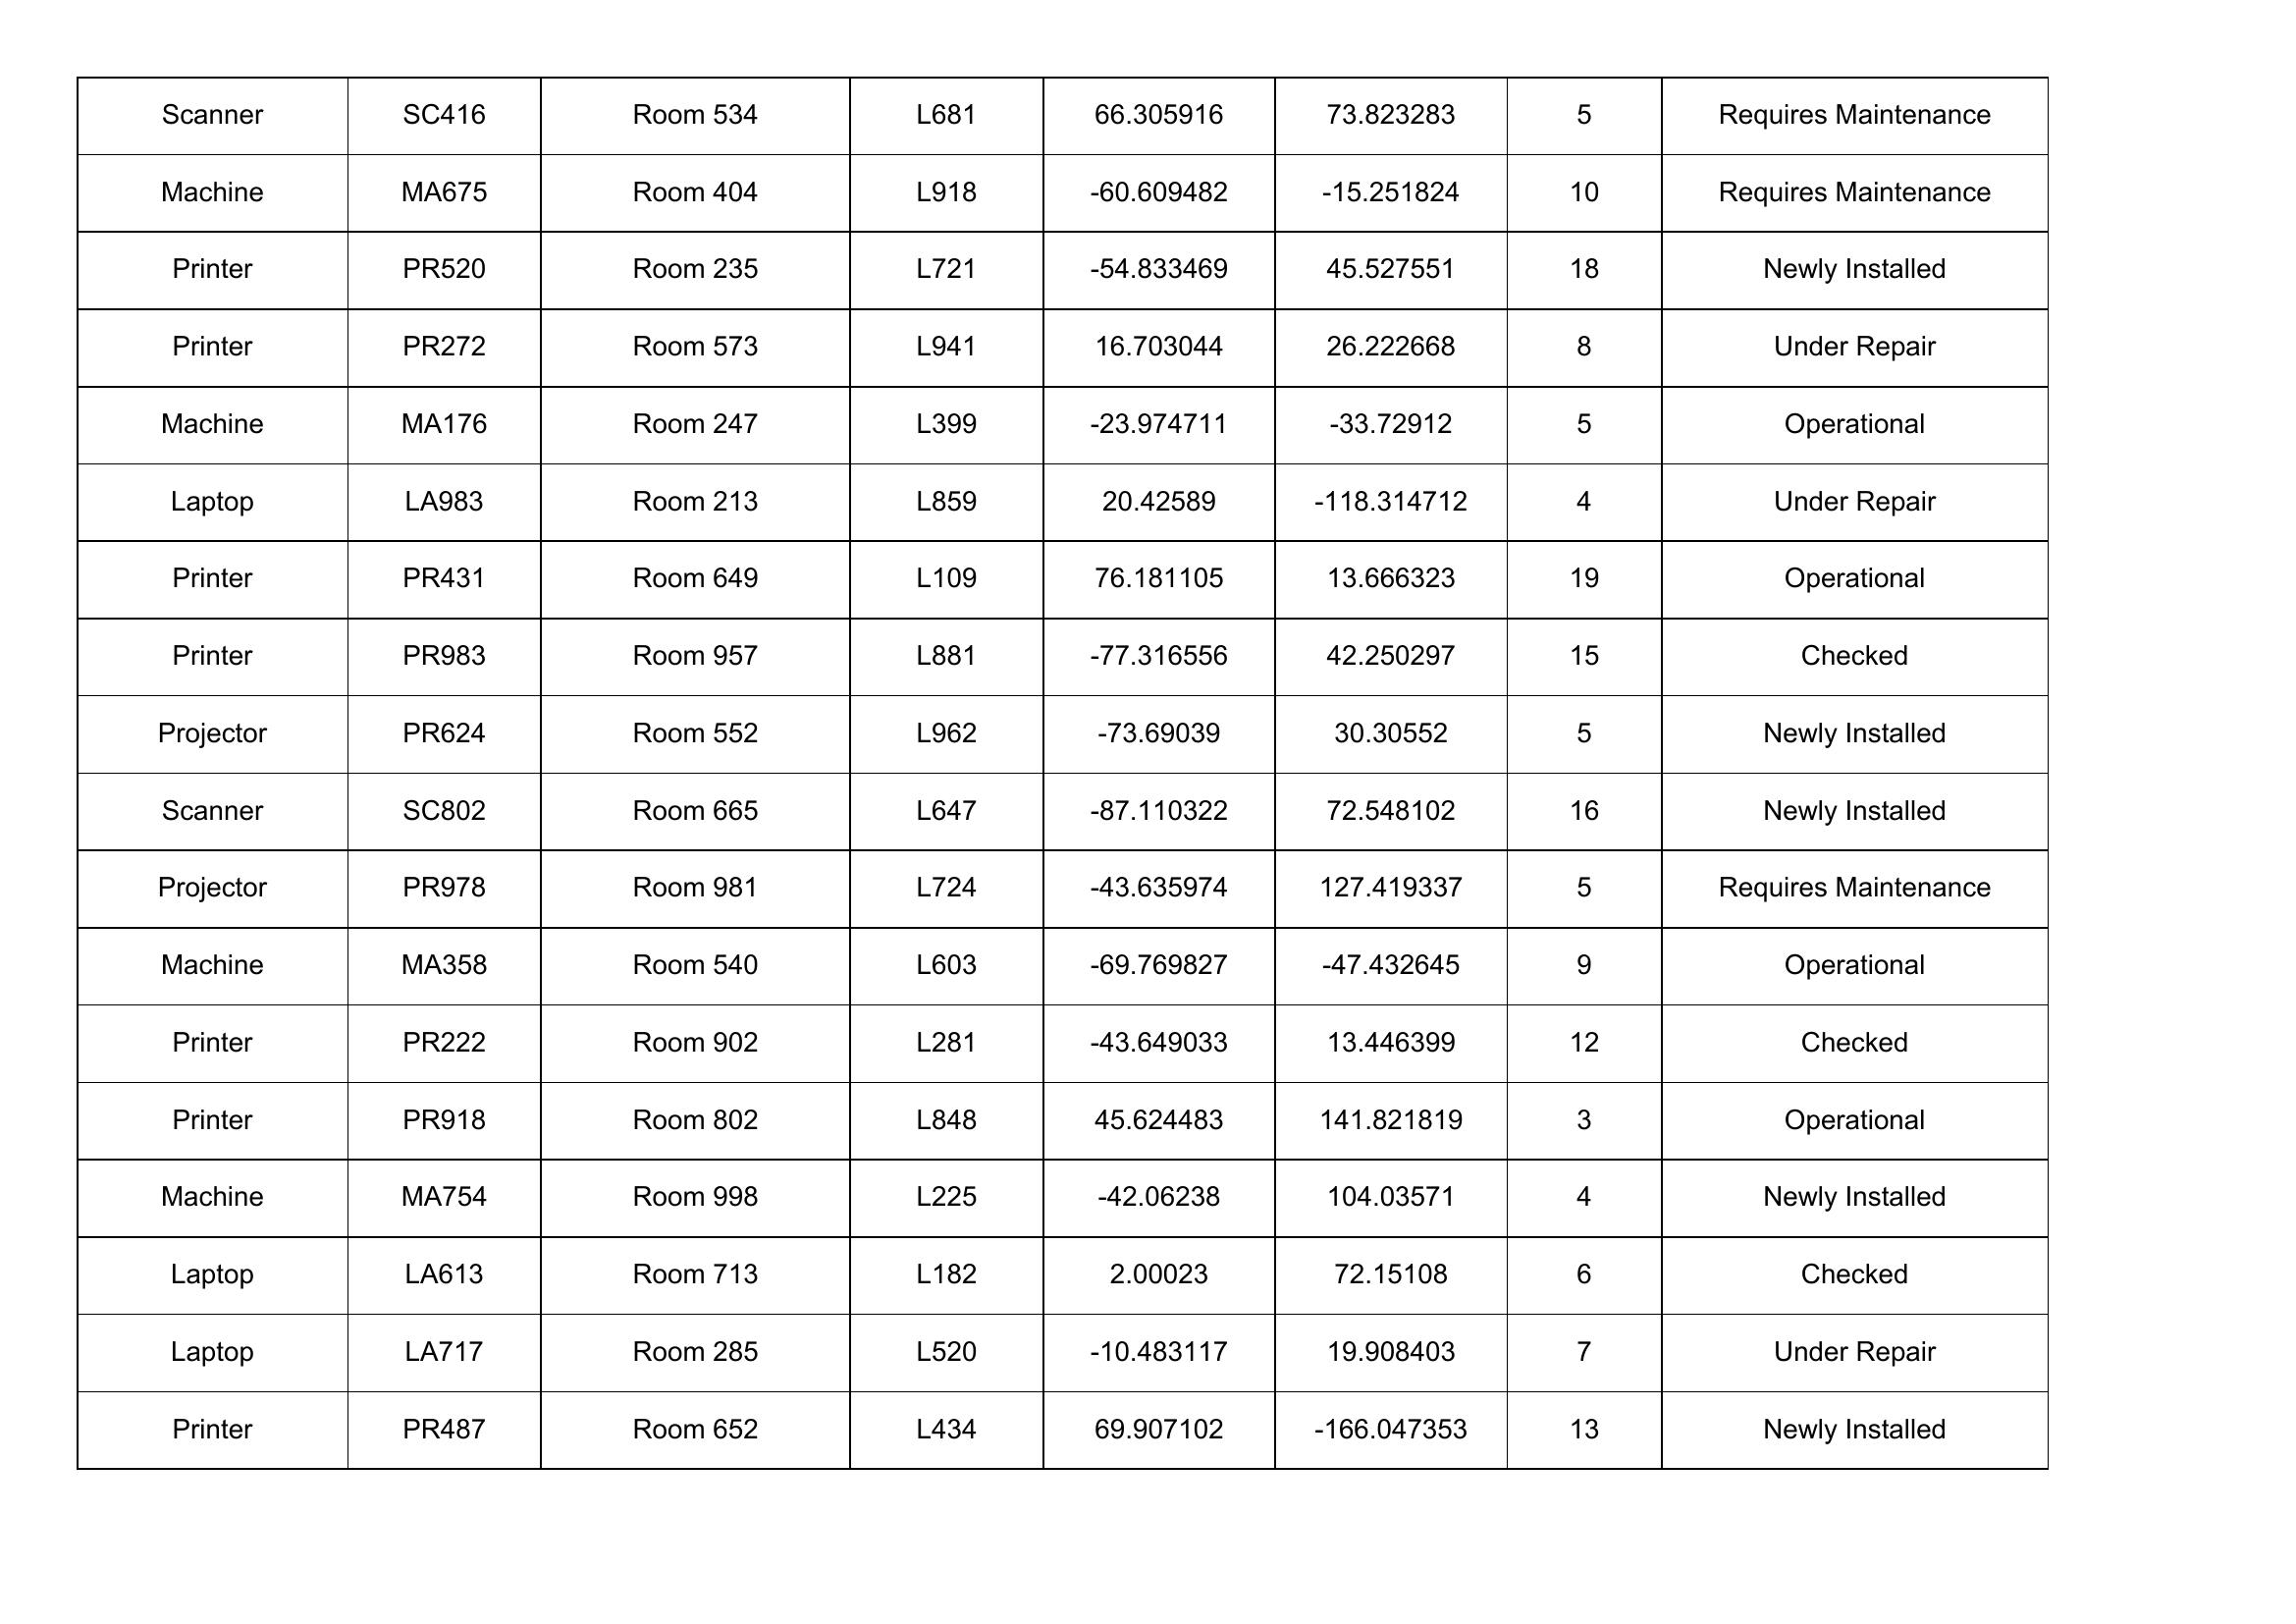 Scanner SC416 Room 534 L681 66.305916 73.823283 5 Requires Maintenance
Machine MA675 Room 404 L918 -60.609482 -15.251824 10 Requires Maintenance
Printer PR520 Room 235 L721 -54.833469 45.527551 18 Newly Installed
Printer PR272 Room 573 L941 16.703044 26.222668 8 Under Repair
Machine MA176 Room 247 L399 -23.974711 -33.72912 5 Operational
Laptop LA983 Room 213 L859 20.42589 -118.314712 4 Under Repair
Printer PR431 Room 649 L109 76.181105 13.666323 19 Operational
Printer PR983 Room 957 L881 -77.316556 42.250297 15 Checked
Projector PR624 Room 552 L962 -73.69039 30.30552 5 Newly Installed
Scanner SC802 Room 665 L647 -87.110322 72.548102 16 Newly Installed
Projector PR978 Room 981 L724 -43.635974 127.419337 5 Requires Maintenance
Machine MA358 Room 540 L603 -69.769827 -47.432645 9 Operational
Printer PR222 Room 902 L281 -43.649033 13.446399 12 Checked
Printer PR918 Room 802 L848 45.624483 141.821819 3 Operational
Machine MA754 Room 998 L225 -42.06238 104.03571 4 Newly Installed
Laptop LA613 Room 713 L182 2.00023 72.15108 6 Checked
Laptop LA717 Room 285 L520 -10.483117 19.908403 7 Under Repair
Printer PR487 Room 652 L434 69.907102 -166.047353 13 Newly Installed